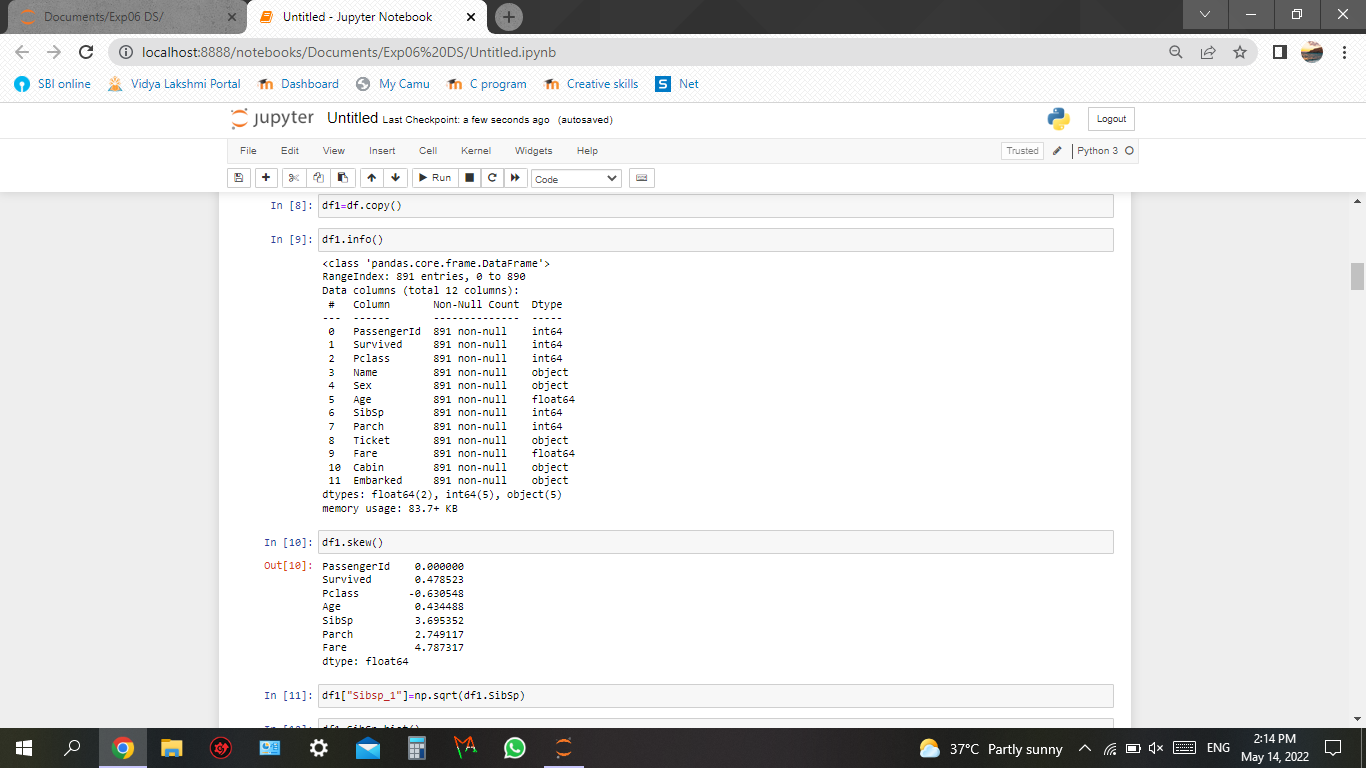 Documents/Exp06 DS/
Untitled - Jupyter Notebook
localhost:8888/notebooks/Documents/Exp06%20DS/Untitled.ipynb
SBI online Vidya Lakshmi Portal Dashboard My Camu C program Creative skills S Net
jupyter Untitled Last Checkpoint: a few seconds ago (autosaved) Logout
File Edit View Insert Cell Kernel Widgets Help Trusted Python 3
Run Code
In [8]: df1=df.copy()
In [9]: df1.info()
<class 'pandas.core.frame.DataFrame'>
RangeIndex: 891 entries, 0 to 890
Data columns (total 12 columns):
# Column Non-Null Count Dtype
--- ------ -------------- -----
0 PassengerId 891 non-null int64
1 Survived 891 non-null int64
2 Pclass 891 non-null int64
3 Name 891 non-null object
4 Sex 891 non-null object
5 Age 891 non-null float64
6 SibSp 891 non-null int64
7 Parch 891 non-null int64
8 Ticket 891 non-null object
9 Fare 891 non-null float64
10 Cabin 891 non-null object
11 Embarked 891 non-null object
dtypes: float64(2), int64(5), object(5)
memory usage: 83.7+ KB
In [10]: df1.skew()
Out[10]: PassengerId 0.000000
Survived 0.478523
Pclass -0.630548
Age 0.434488
SibSp 3.695352
Parch 2.749117
Fare 4.787317
dtype: float64
In [11]: df1["Sibsp_1"]=np.sqrt(df1.SibSp)
37°C Partly sunny ENG 2:14 PM
May 14, 2022